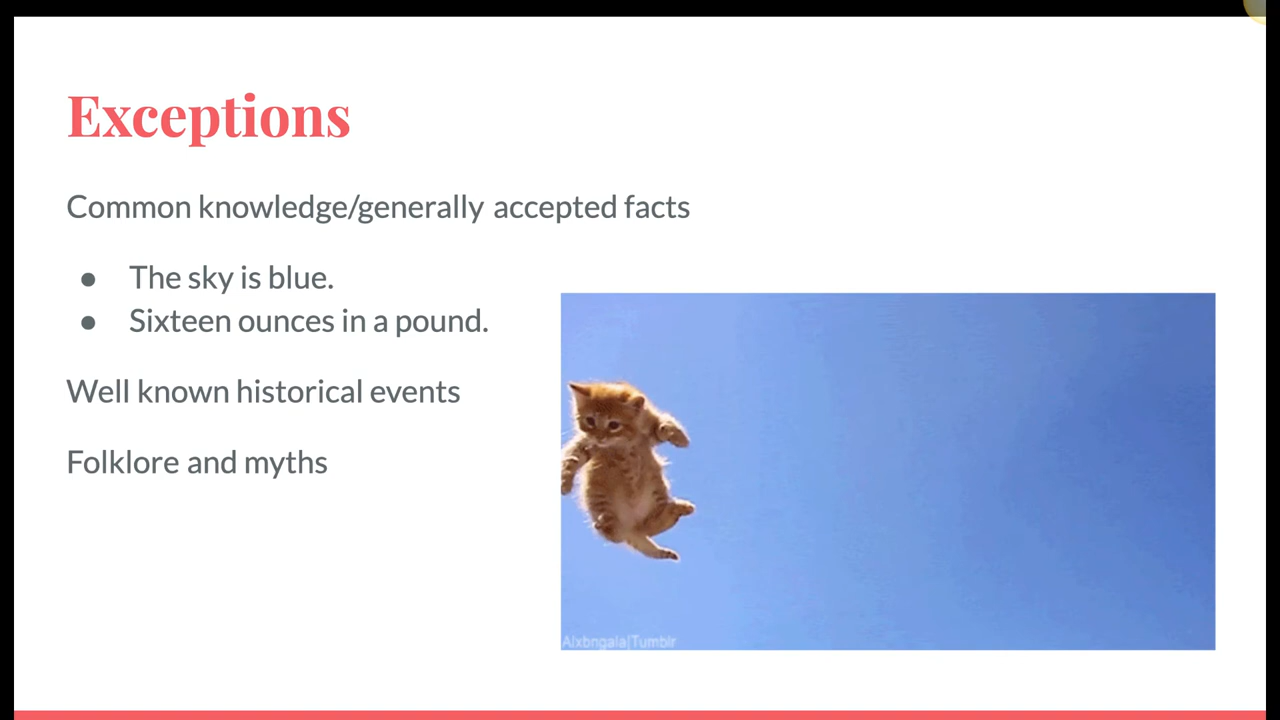 Exceptions
Common knowledge/generally accepted facts
● The sky is blue.
● Sixteen ounces in a pound.
Well known historical events
Folklore and myths
Alxbngala|Tumblr